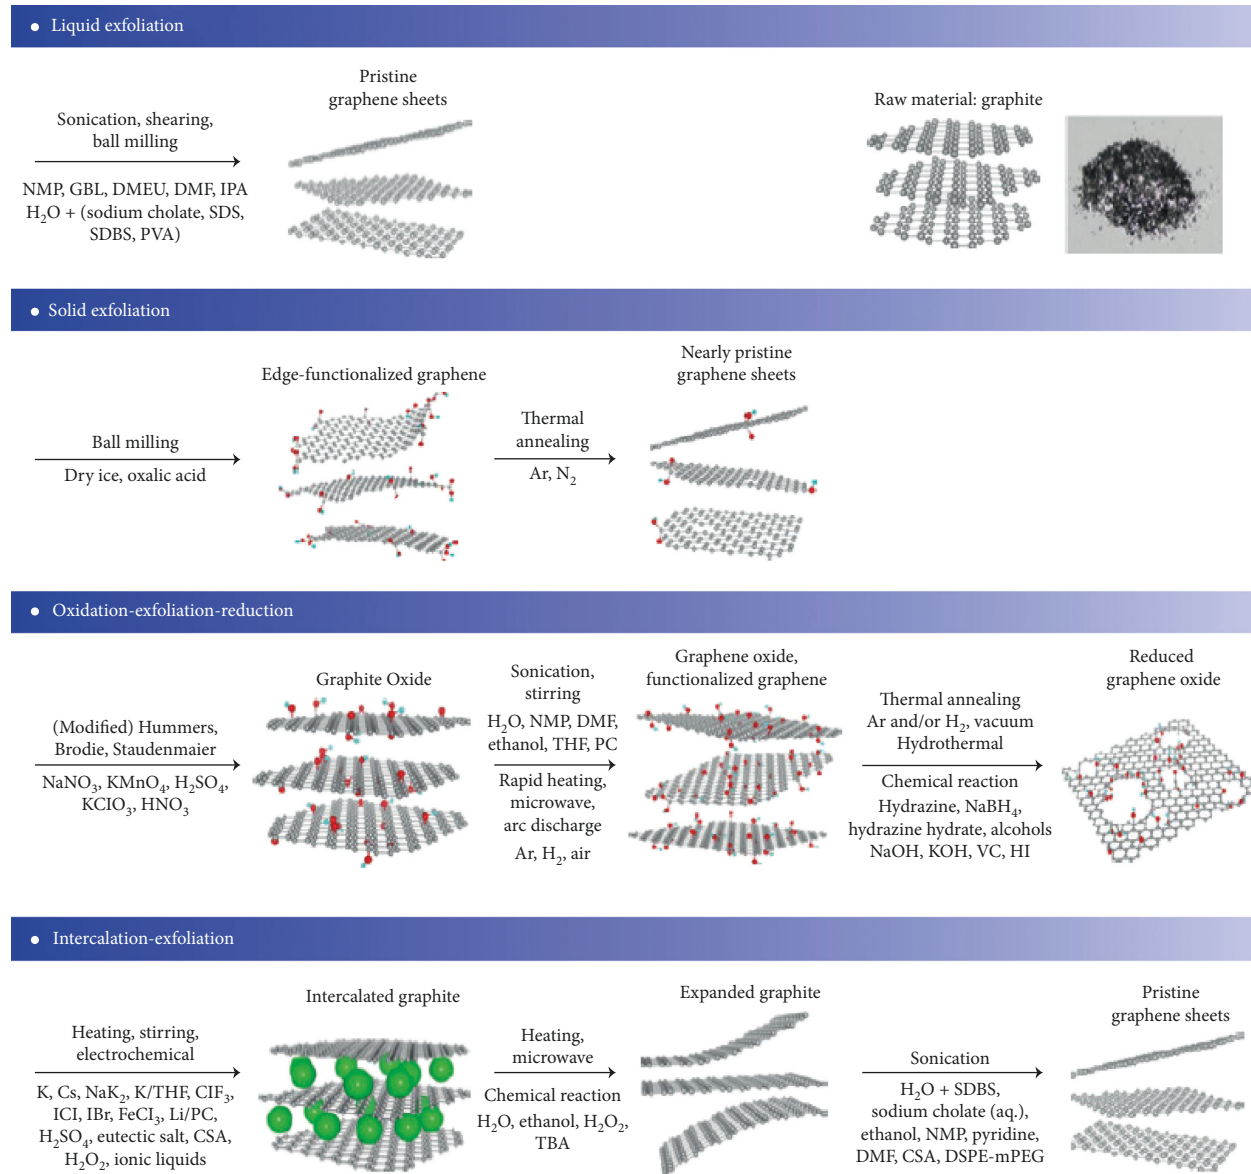 • Liquid exfoliation
Sonication, shearing,
ball milling
NMP, GBL, DMEU, DMF, IPA
H₂O + (sodium cholate, SDS,
SDBS, PVA)
Pristine
graphene sheets
Raw material: graphite
• Solid exfoliation
Ball milling
Dry ice, oxalic acid
Edge-functionalized graphene
Thermal
annealing
Ar, N₂
Nearly pristine
graphene sheets
• Oxidation-exfoliation-reduction
(Modified) Hummers,
Brodie, Staudenmaier
NaNO₃, KMnO₄, H₂SO₄,
KCIO₃, HNO₃
Graphite Oxide
Sonication,
stirring
H₂O, NMP, DMF,
ethanol, THF, PC
Rapid heating,
microwave,
arc discharge
Ar, H₂, air
Graphene oxide,
functionalized graphene
Thermal annealing
Ar and/or H₂, vacuum
Hydrothermal
Chemical reaction
Hydrazine, NaBH₄,
hydrazine hydrate, alcohols
NaOH, KOH, VC, HI
Reduced
graphene oxide
• Intercalation-exfoliation
Heating, stirring,
electrochemical
K, Cs, NaK₂, K/THF, CIF₃,
ICI, IBr, FeCI₃, Li/PC,
H₂SO₄, eutectic salt, CSA,
H₂O₂, ionic liquids
Intercalated graphite
Heating,
microwave
Chemical reaction
H₂O, ethanol, H₂O₂,
TBA
Expanded graphite
Sonication
H₂O + SDBS,
sodium cholate (aq.),
ethanol, NMP, pyridine,
DMF, CSA, DSPE-mPEG
Pristine
graphene sheets